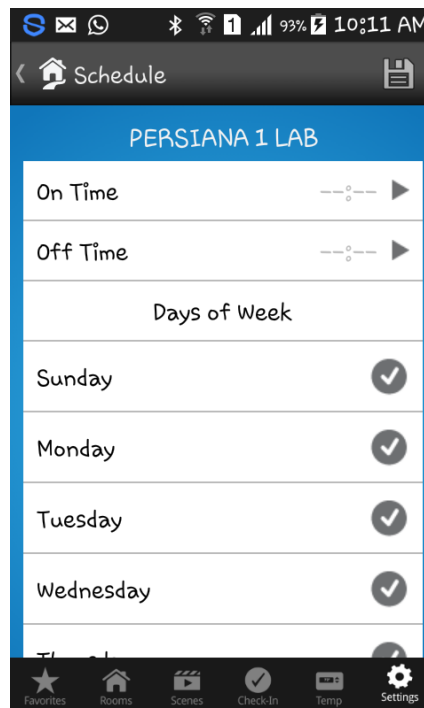 1 93% 10:11 AM
Schedule
PERSIANA 1 LAB
On Time --:--
Off Time --:--
Days of Week
Sunday
Monday
Tuesday
Wednesday
Favorites Rooms Scenes Check-In Temp Settings